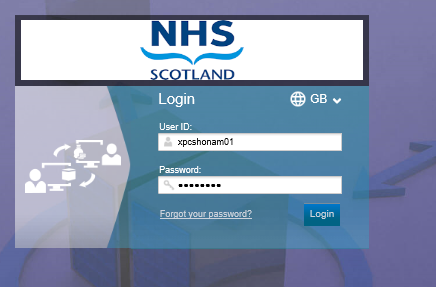 NHS
SCOTLAND
Login
GB
User ID:
xpcshonam01
Password:
••••••••
Forgot your password?
Login